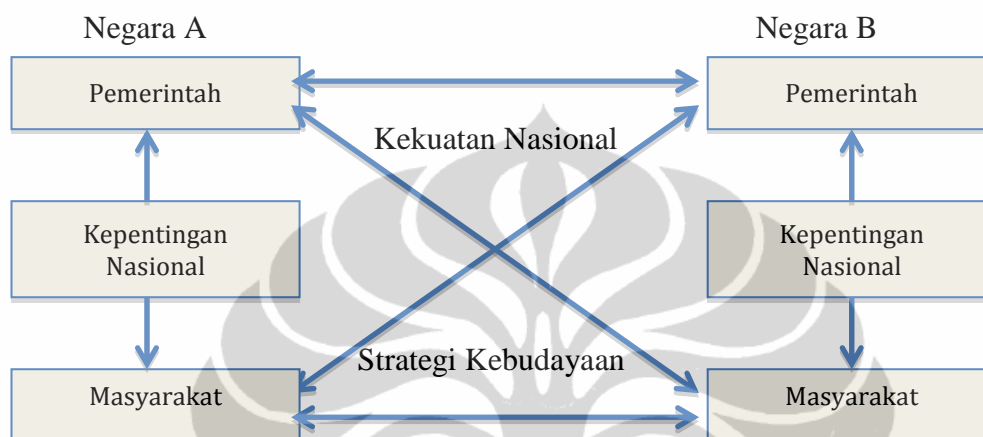 Negara A
Negara B
Pemerintah
Pemerintah
Kekuatan Nasional
Kepentingan
Nasional
Kepentingan
Nasional
Strategi Kebudayaan
Masyarakat
Masyarakat